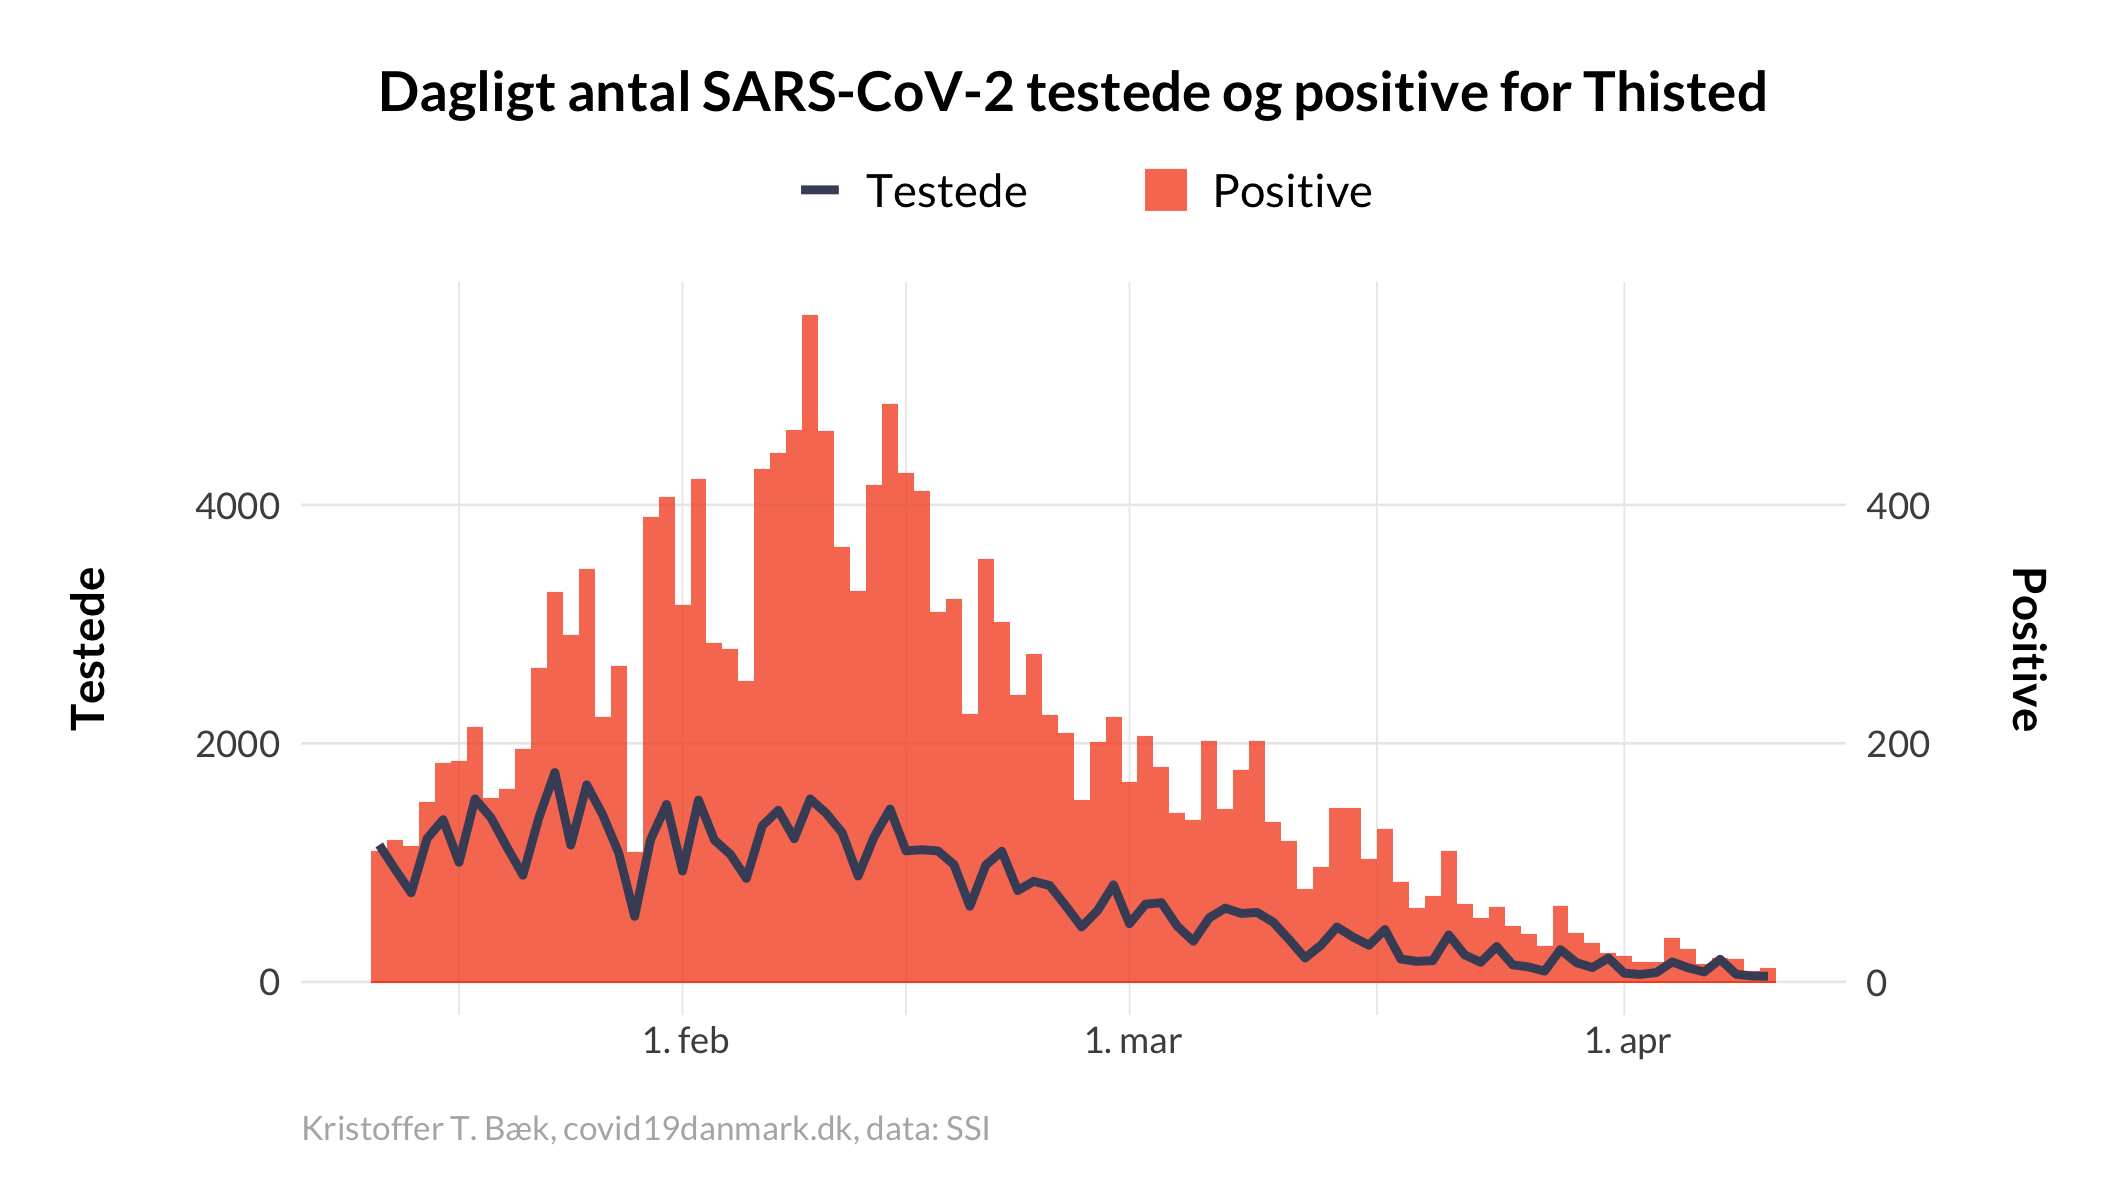 Dagligt antal SARS-CoV-2 testede og positive for Thisted
Testede
Positive
4000
2000
0
Testede
400
200
0
Positive
1. feb
1. mar
1. apr
Kristoffer T. Bæk, covid19danmark.dk, data: SSI